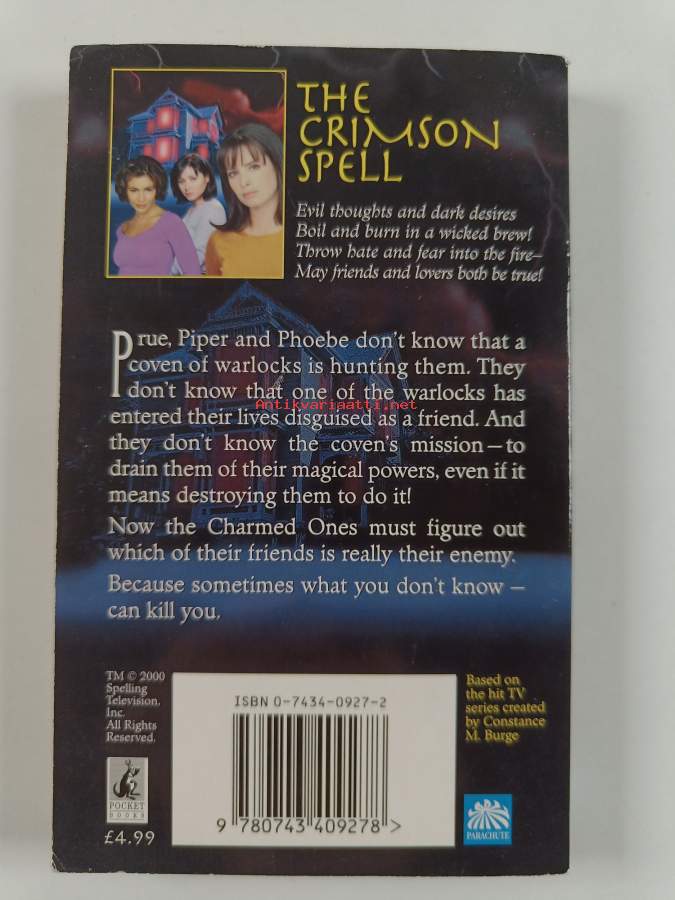 THE
CRIMSON
SPELL
Evil thoughts and dark desires
Boil and burn in a wicked brew!
Throw hate and fear into the fire—
May friends and lovers both be true!
Prue, Piper and Phoebe don't know that a
coven of warlocks is hunting them. They
don't know that one of the warlocks has
Antikvariaatti.net
entered their lives disguised as a friend. And
they don't know the coven's mission — to
drain them of their magical powers, even if it
means destroying them to do it!
Now the Charmed Ones must figure out
which of their friends is really their enemy.
Because sometimes what you don't know –
can kill you.
TM © 2000
Spelling
Television,
Inc.
All Rights
Reserved.
POCKET
BOOKS
£4.99
ISBN 0-7434-0927-2
9 780743 409278 >
Based on
the hit TV
series created
by Constance
M. Burge
PARACHUTE